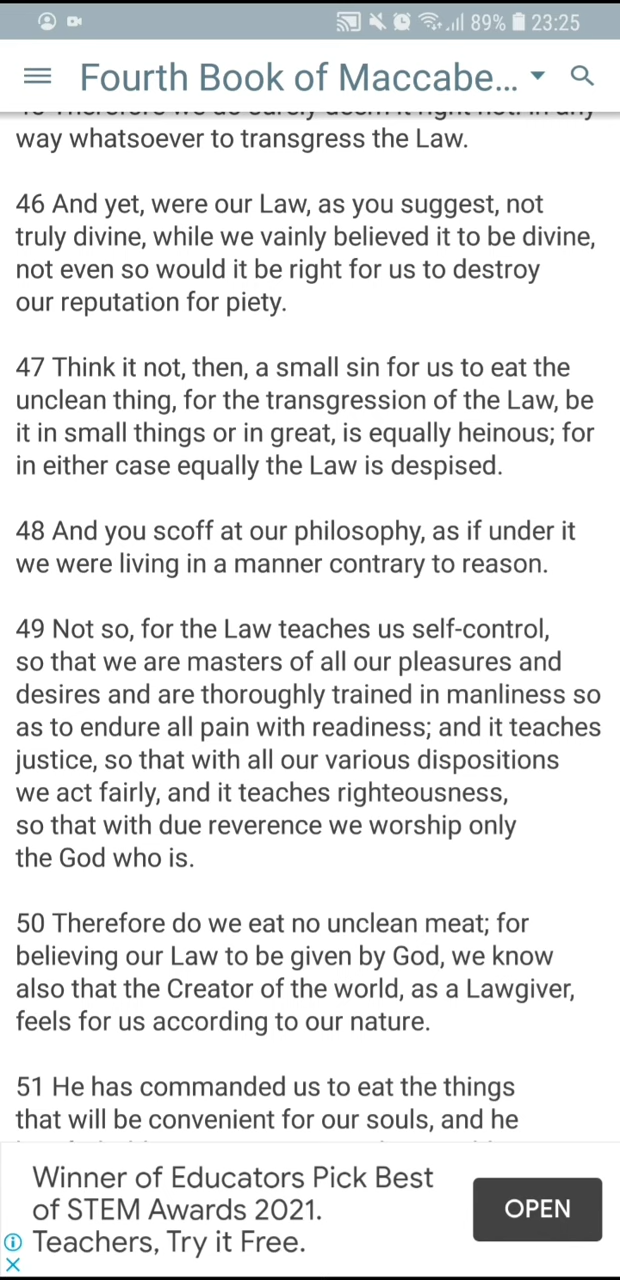 89% 23:25
Fourth Book of Maccabe...
way whatsoever to transgress the Law.
46 And yet, were our Law, as you suggest, not
truly divine, while we vainly believed it to be divine,
not even so would it be right for us to destroy
our reputation for piety.
47 Think it not, then, a small sin for us to eat the
unclean thing, for the transgression of the Law, be
it in small things or in great, is equally heinous; for
in either case equally the Law is despised.
48 And you scoff at our philosophy, as if under it
we were living in a manner contrary to reason.
49 Not so, for the Law teaches us self-control,
so that we are masters of all our pleasures and
desires and are thoroughly trained in manliness so
as to endure all pain with readiness; and it teaches
justice, so that with all our various dispositions
we act fairly, and it teaches righteousness,
so that with due reverence we worship only
the God who is.
50 Therefore do we eat no unclean meat; for
believing our Law to be given by God, we know
also that the Creator of the world, as a Lawgiver,
feels for us according to our nature.
51 He has commanded us to eat the things
that will be convenient for our souls, and he
Winner of Educators Pick Best
of STEM Awards 2021.
Teachers, Try it Free.
OPEN